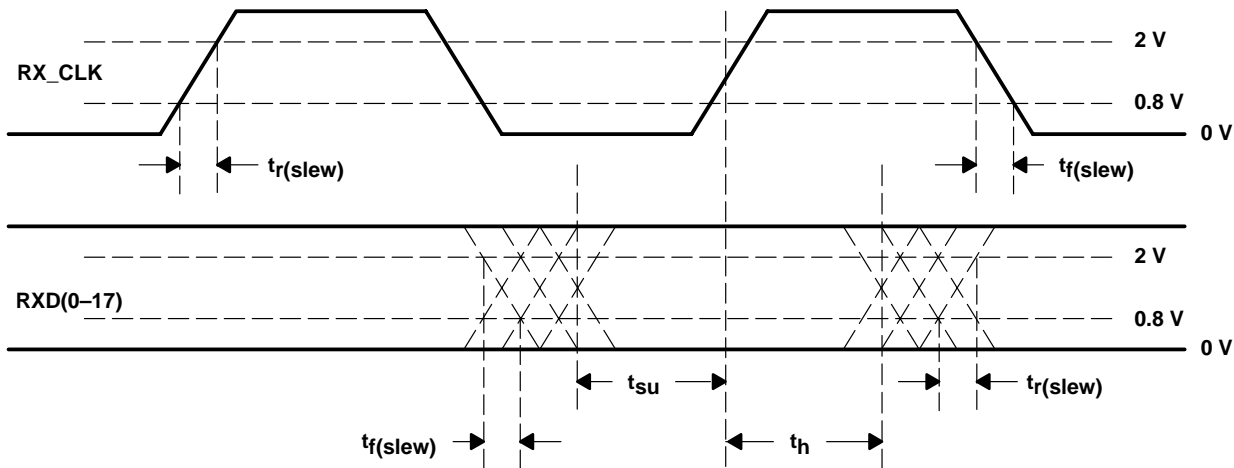 2 V
RX_CLK
0.8 V
0 V
tr(slew)
tf(slew)
2 V
RXD(0–17)
0.8 V
0 V
tsu
tr(slew)
tf(slew)
th